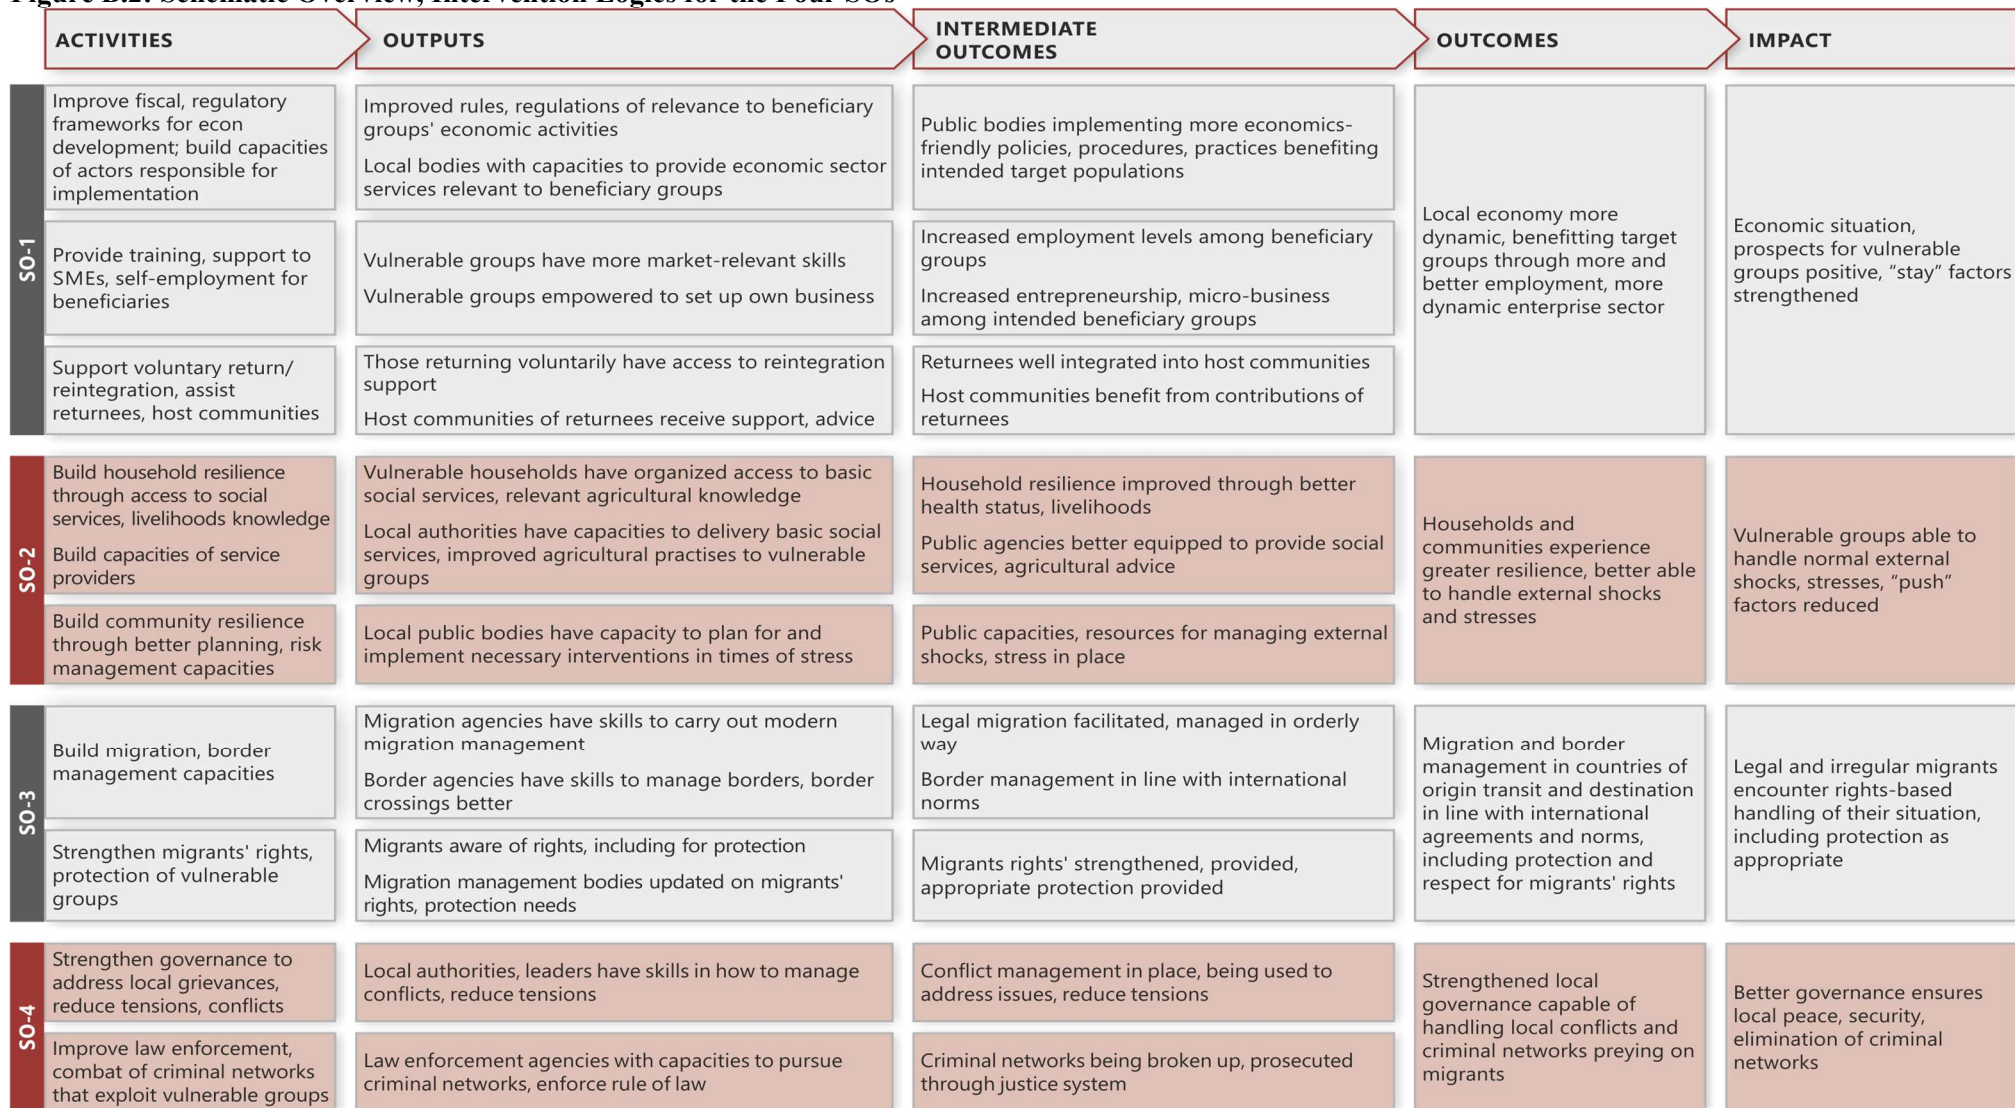 Figure B.2: Schematic Overview, Intervention Logics for the Four SOs
ACTIVITIES
OUTPUTS
INTERMEDIATE
OUTCOMES
OUTCOMES
IMPACT
SO-1
Improve fiscal, regulatory
frameworks for econ
development; build capacities
of actors responsible for
implementation
Improved rules, regulations of relevance to beneficiary
groups' economic activities
Local bodies with capacities to provide economic sector
services relevant to beneficiary groups
Public bodies implementing more economics-
friendly policies, procedures, practices benefiting
intended target populations
Provide training, support to
SMEs, self-employment for
beneficiaries
Vulnerable groups have more market-relevant skills
Vulnerable groups empowered to set up own business
Increased employment levels among beneficiary
groups
Increased entrepreneurship, micro-business
among intended beneficiary groups
Support voluntary return/
reintegration, assist
returnees, host communities
Those returning voluntarily have access to reintegration
support
Host communities of returnees receive support, advice
Returnees well integrated into host communities
Host communities benefit from contributions of
returnees
Local economy more
dynamic, benefitting target
groups through more and
better employment, more
dynamic enterprise sector
Economic situation,
prospects for vulnerable
groups positive, “stay” factors
strengthened
SO-2
Build household resilience
through access to social
services, livelihoods knowledge
Build capacities of service
providers
Vulnerable households have organized access to basic
social services, relevant agricultural knowledge
Local authorities have capacities to delivery basic social
services, improved agricultural practises to vulnerable
groups
Household resilience improved through better
health status, livelihoods
Public agencies better equipped to provide social
services, agricultural advice
Build community resilience
through better planning, risk
management capacities
Local public bodies have capacity to plan for and
implement necessary interventions in times of stress
Public capacities, resources for managing external
shocks, stress in place
Households and
communities experience
greater resilience, better able
to handle external shocks
and stresses
Vulnerable groups able to
handle normal external
shocks, stresses, “push”
factors reduced
SO-3
Build migration, border
management capacities
Migration agencies have skills to carry out modern
migration management
Border agencies have skills to manage borders, border
crossings better
Legal migration facilitated, managed in orderly
way
Border management in line with international
norms
Strengthen migrants' rights,
protection of vulnerable
groups
Migrants aware of rights, including for protection
Migration management bodies updated on migrants'
rights, protection needs
Migrants rights' strengthened, provided,
appropriate protection provided
Migration and border
management in countries of
origin transit and destination
in line with international
agreements and norms,
including protection and
respect for migrants' rights
Legal and irregular migrants
encounter rights-based
handling of their situation,
including protection as
appropriate
SO-4
Strengthen governance to
address local grievances,
reduce tensions, conflicts
Local authorities, leaders have skills in how to manage
conflicts, reduce tensions
Conflict management in place, being used to
address issues, reduce tensions
Improve law enforcement,
combat of criminal networks
that exploit vulnerable groups
Law enforcement agencies with capacities to pursue
criminal networks, enforce rule of law
Criminal networks being broken up, prosecuted
through justice system
Strengthened local
governance capable of
handling local conflicts and
criminal networks preying on
migrants
Better governance ensures
local peace, security,
elimination of criminal
networks